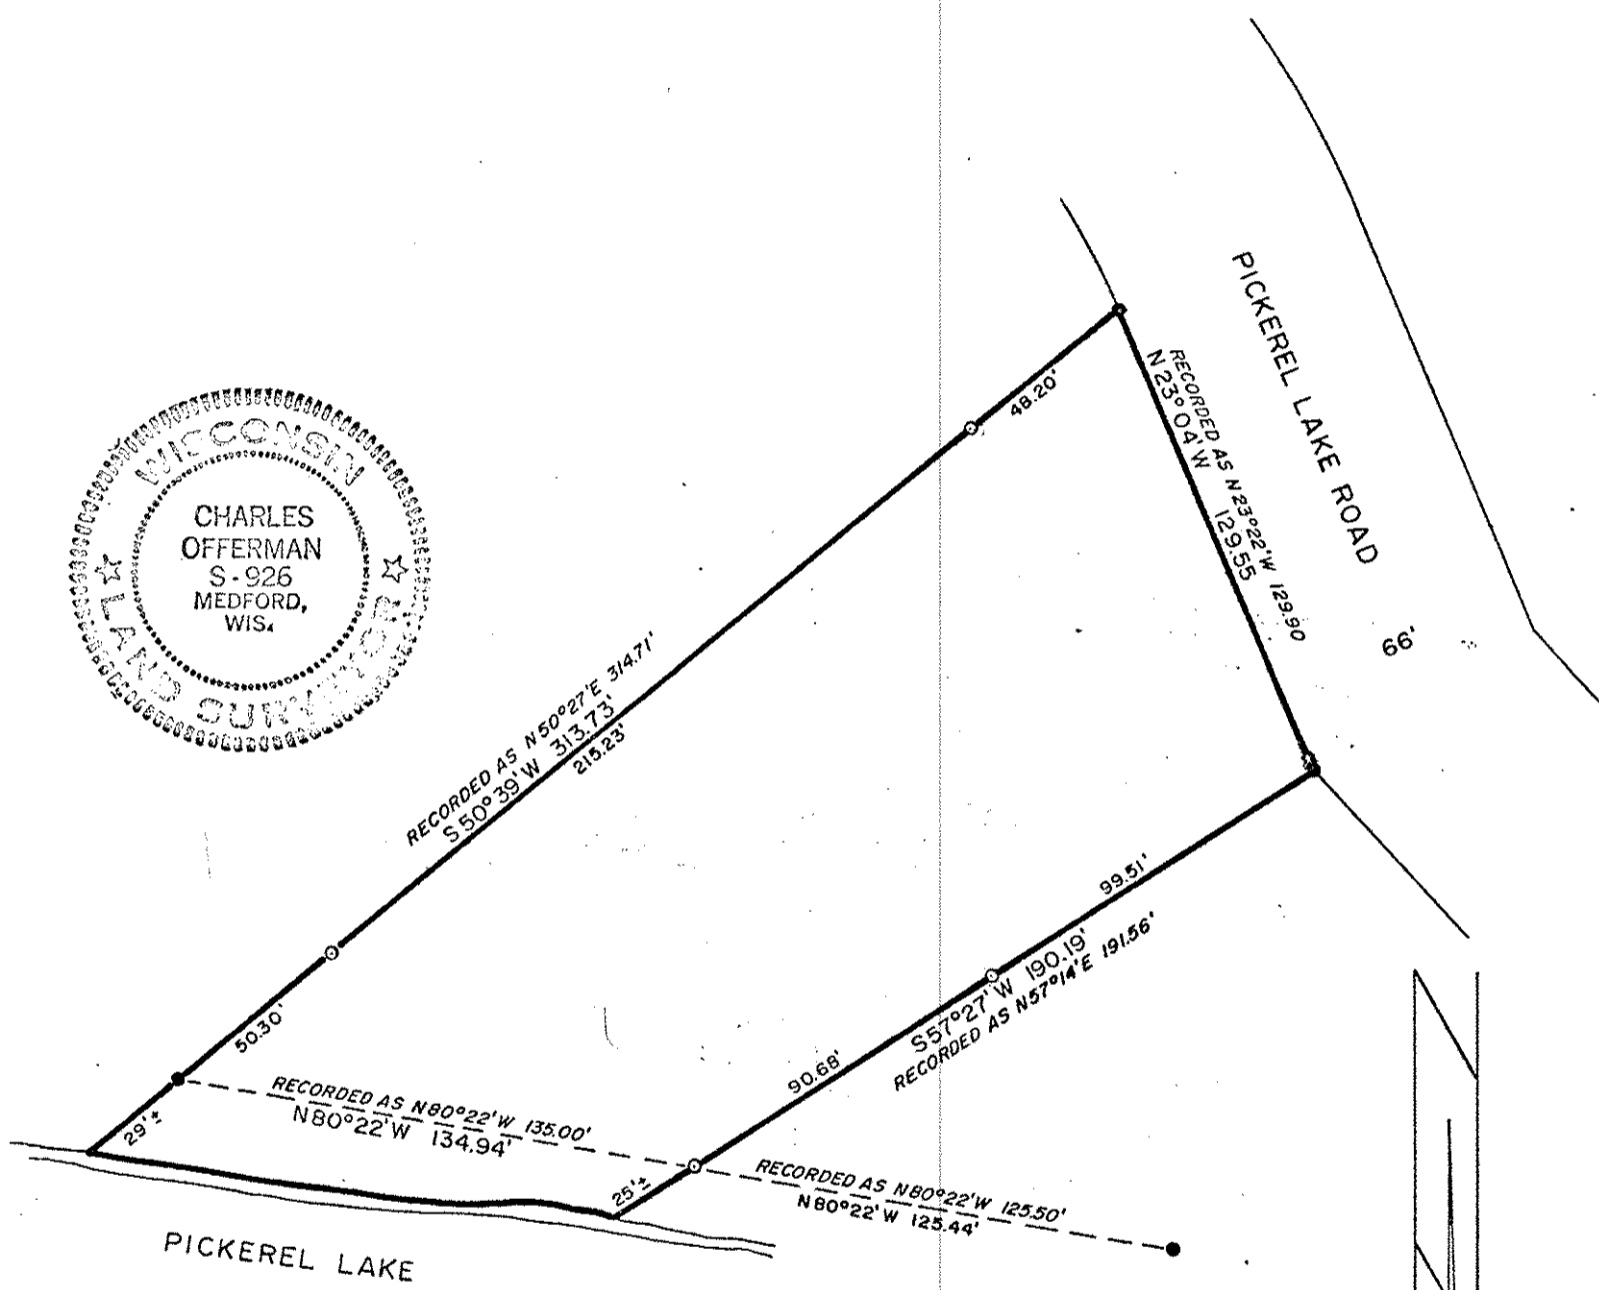 PICKEREL LAKE ROAD
48.20'
RECORDED AS N23°22'W 129.90
N23°04'W 129.55
WISCONSIN
CHARLES
OFFERMAN
S-926
MEDFORD,
WIS.
LAND SURVEYOR
66'
RECORDED AS N50°27'E 314.71'
S50°39'W 313.73'
215.23'
99.51'
S57°27'W 190.19'
RECORDED AS N57°14'E 191.56'
50.30'
90.68'
RECORDED AS N80°22'W 135.00'
N80°22'W 134.94'
29'±
25'±
RECORDED AS N80°22'W 125.50'
N80°22'W 125.44'
PICKEREL LAKE